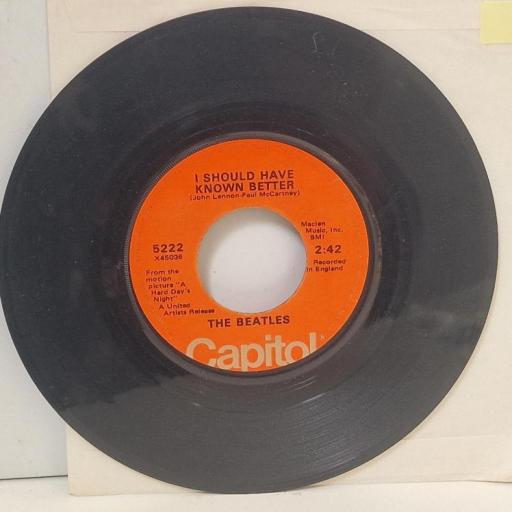 I SHOULD HAVE
KNOWN BETTER
(John Lennon-Paul McCartney)
5222
X45036
From the
motion
picture "A
Hard Day's
Night"
A United
Artists Release
Maclen
Music, Inc.
BMI
2:42
Recorded
In England
THE BEATLES
Capitol